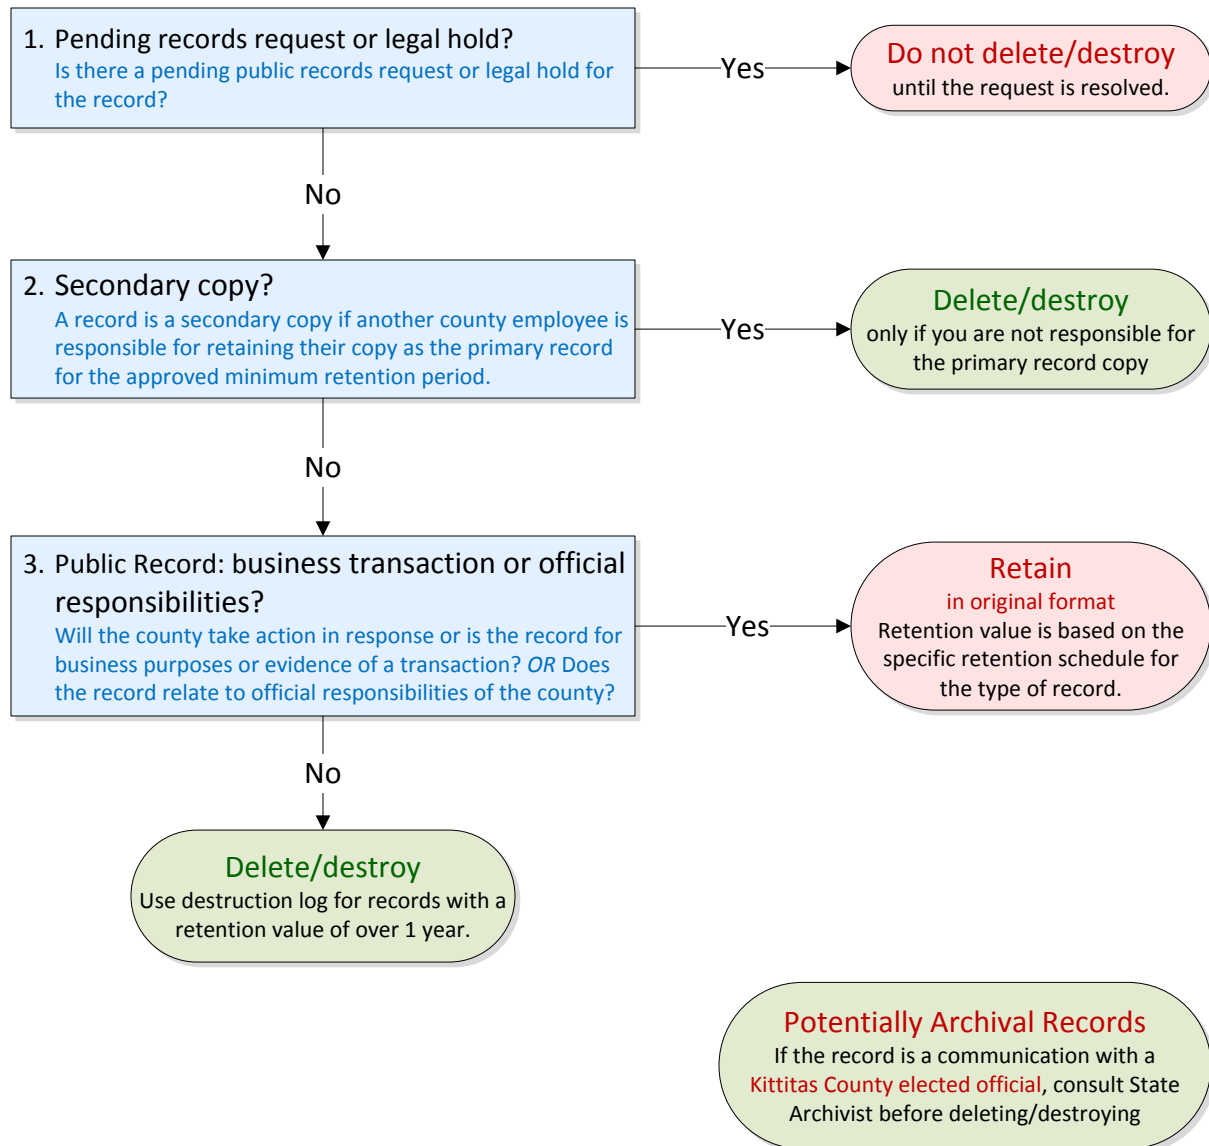 1. Pending records request or legal hold?
Is there a pending public records request or legal hold for
the record?
Yes
Do not delete/destroy
until the request is resolved.
No
2. Secondary copy?
A record is a secondary copy if another county employee is
responsible for retaining their copy as the primary record
for the approved minimum retention period.
Yes
Delete/destroy
only if you are not responsible for
the primary record copy
No
3. Public Record: business transaction or official
responsibilities?
Will the county take action in response or is the record for
business purposes or evidence of a transaction? OR Does
the record relate to official responsibilities of the county?
Yes
Retain
in original format
Retention value is based on the
specific retention schedule for
the type of record.
No
Delete/destroy
Use destruction log for records with a
retention value of over 1 year.
Potentially Archival Records
If the record is a communication with a
Kittitas County elected official, consult State
Archivist before deleting/destroying